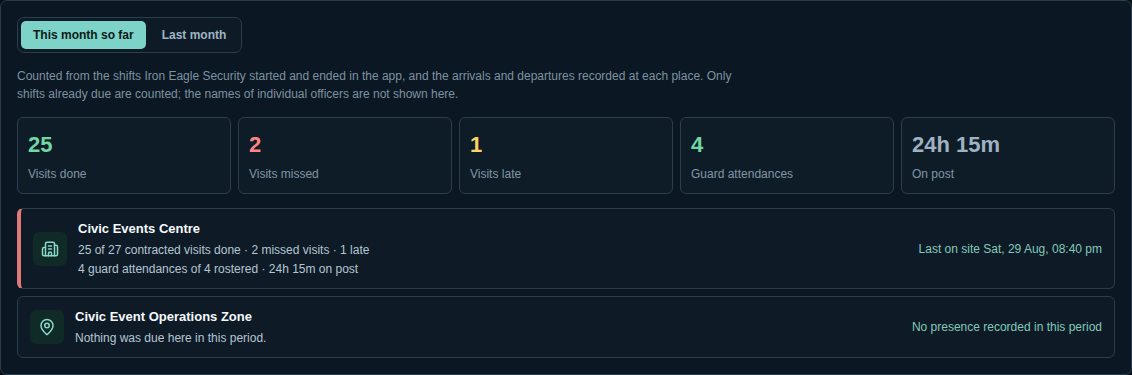 This month so far
Last month
Counted from the shifts Iron Eagle Security started and ended in the app, and the arrivals and departures recorded at each place. Only
shifts already due are counted; the names of individual officers are not shown here.
25
Visits done
2
Visits missed
1
Visits late
4
Guard attendances
24h 15m
On post
Civic Events Centre
25 of 27 contracted visits done · 2 missed visits · 1 late
4 guard attendances of 4 rostered · 24h 15m on post
Last on site Sat, 29 Aug, 08:40 pm
Civic Event Operations Zone
Nothing was due here in this period.
No presence recorded in this period